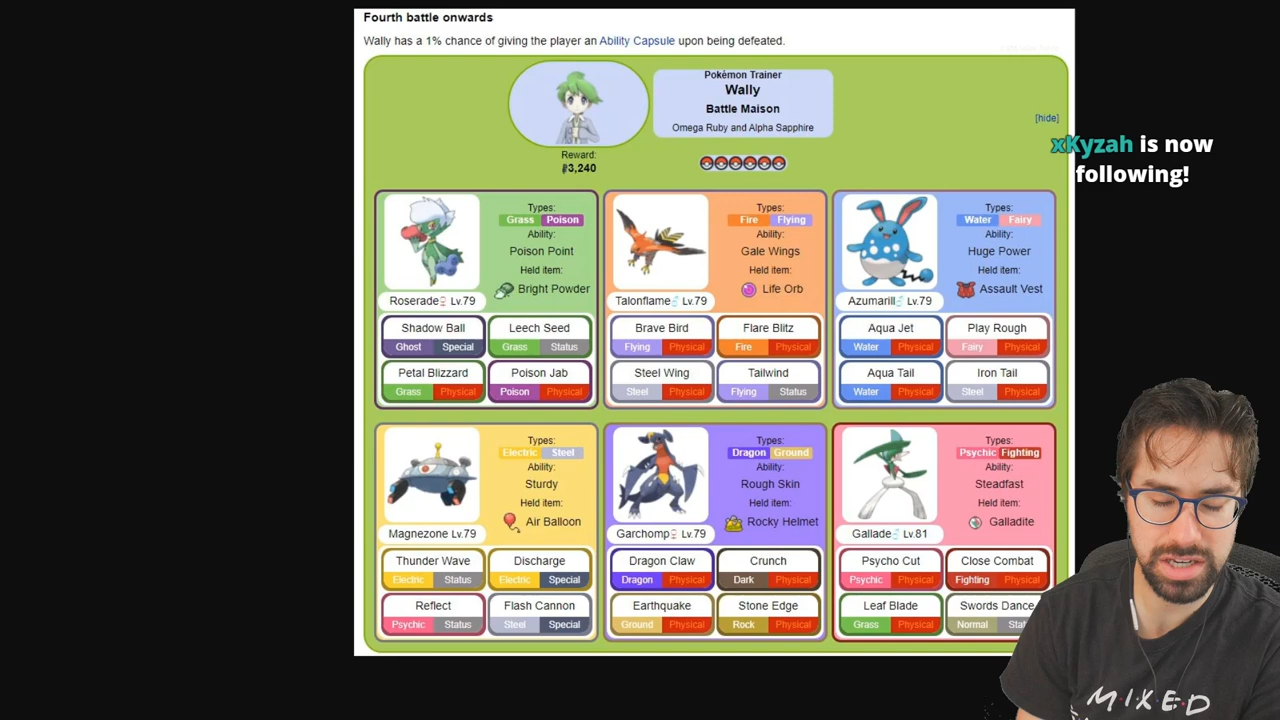 Fourth battle onwards
Wally has a 1% chance of giving the player an Ability Capsule upon being defeated.
Pokémon Trainer
Wally
Battle Maison
Omega Ruby and Alpha Sapphire
[hide]
xKyzah is now
following!
Reward:
3,240
Types:
Grass Poison
Ability:
Poison Point
Held item:
Bright Powder
Roserade♀ Lv.79
Shadow Ball
Ghost Special
Leech Seed
Grass Status
Petal Blizzard
Grass Physical
Poison Jab
Poison Physical
Types:
Fire Flying
Ability:
Gale Wings
Held item:
Life Orb
Talonflame♂ Lv.79
Brave Bird
Flying Physical
Flare Blitz
Fire Physical
Steel Wing
Steel Physical
Tailwind
Flying Status
Types:
Water Fairy
Ability:
Huge Power
Held item:
Assault Vest
Azumarill♂ Lv.79
Aqua Jet
Water Physical
Play Rough
Fairy Physical
Aqua Tail
Water Physical
Iron Tail
Steel Physical
Types:
Electric Steel
Ability:
Sturdy
Held item:
Air Balloon
Magnezone Lv.79
Thunder Wave
Electric Status
Discharge
Electric Special
Reflect
Psychic Status
Flash Cannon
Steel Special
Types:
Dragon Ground
Ability:
Rough Skin
Held item:
Rocky Helmet
Garchomp♀ Lv.79
Dragon Claw
Dragon Physical
Crunch
Dark Physical
Earthquake
Ground Physical
Stone Edge
Rock Physical
Types:
Psychic Fighting
Ability:
Steadfast
Held item:
Galladite
Gallade♂ Lv.81
Psycho Cut
Psychic Physical
Close Combat
Fighting Physical
Leaf Blade
Grass Physical
Swords Dance
Normal Stat
MIXED